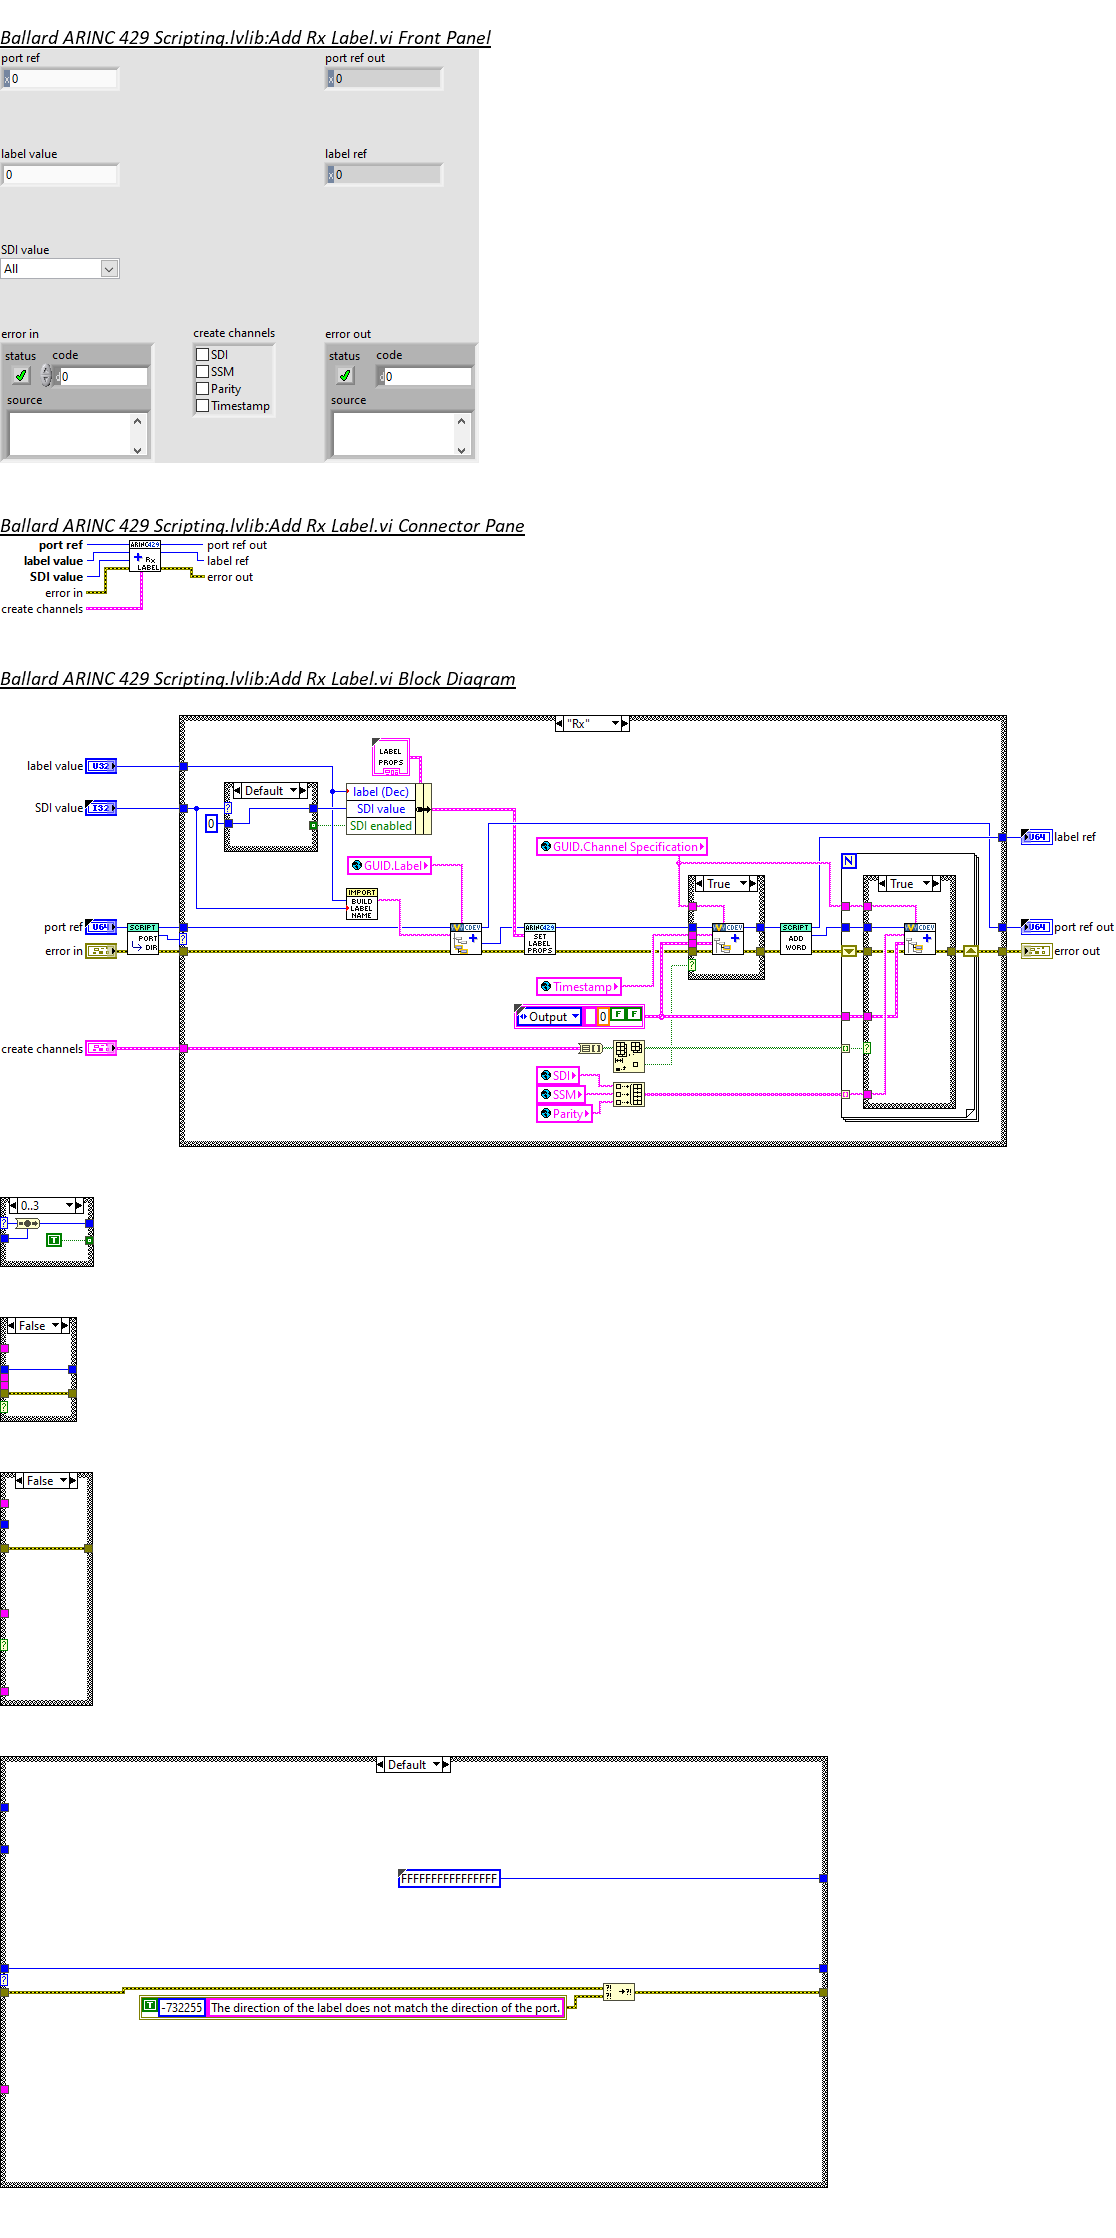 Ballard ARINC 429 Scripting.lvlib:Add Rx Label.vi Front Panel
port ref
port ref out
x 0
x 0
label value
label ref
0
x 0
SDI value
All
error in
create channels
error out
status code
SDI
status code
d 0
SSM
d 0
Parity
source
Timestamp
source
Ballard ARINC 429 Scripting.lvlib:Add Rx Label.vi Connector Pane
port ref
ARINC429
port ref out
label value
Rx
label ref
SDI value
LABEL
error out
error in
create channels
Ballard ARINC 429 Scripting.lvlib:Add Rx Label.vi Block Diagram
"Rx"
LABEL
PROPS
label value
U32
Default
label (Dec)
SDI value
I32
SDI value
0
SDI enabled
GUID.Channel Specification
U64
label ref
GUID.Label
N
True
True
IMPORT
BUILD
LABEL
NAME
port ref
U64
SCRIPT
PORT
DIR
CDEV
ARINC429
SET
LABEL
PROPS
CDEV
SCRIPT
ADD
WORD
CDEV
U64
port ref out
error in
error out
?
Timestamp
Output
0
F
F
create channels
SDI
SSM
Parity
0..3
?
T
False
?
False
?
Default
FFFFFFFFFFFFFFFF
?
T
-732255
The direction of the label does not match the direction of the port.